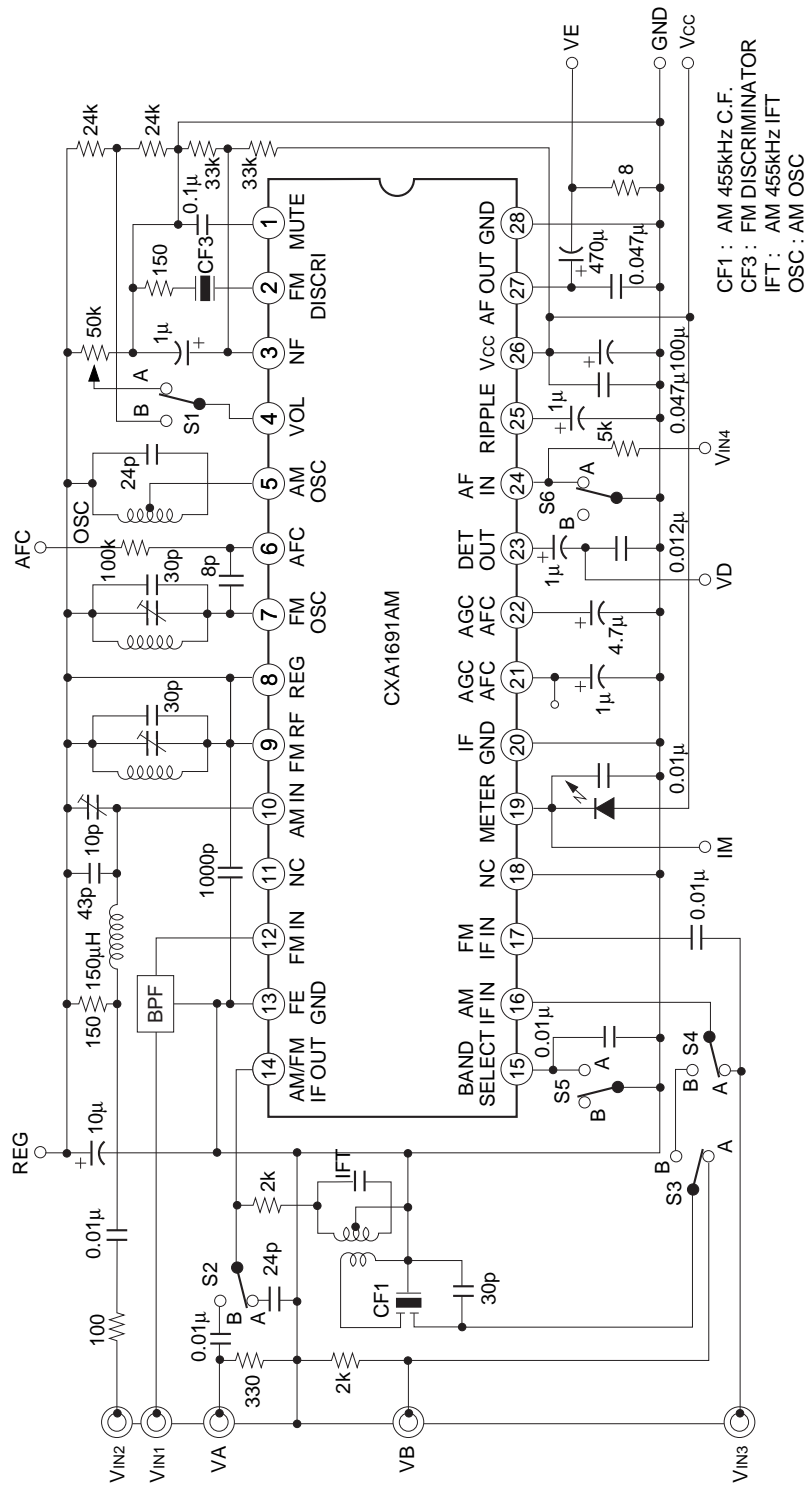 REG
AFC
OSC
24k
24k
33k
33k
0.1μ
150
CF3
50k
1μ
+
A
B
S1
24p
100k
30p
8p
30p
10p
43p
150μH
150
1000p
BPF
10μ
+
0.01μ
100
VIN2
VIN1
VA
VB
VIN3
0.01μ
S2
B
A
24p
330
2k
2k
IFT
CF1
30p
1
MUTE
2
FM
DISCRI
3
NF
4
VOL
5
AM
OSC
6
AFC
7
FM
OSC
8
REG
9
FM RF
10
AM IN
11
NC
12
FM IN
13
FE
GND
14
AM/FM
IF OUT
CXA1691AM
15
BAND
SELECT
16
AM
IF IN
17
FM
IF IN
18
NC
19
METER
20
IF
GND
21
AGC
AFC
22
AGC
AFC
23
DET
OUT
24
AF
IN
25
RIPPLE
26
Vcc
27
AF OUT
28
GND
0.01μ
S5
A
B
S3
B
A
S4
B
A
0.01μ
IM
0.01μ
+
1μ
+
4.7μ
+
1μ
0.012μ
VD
S6
A
B
5k
VIN4
+
1μ
0.047μ
+
100μ
0.047μ
+
470μ
8
VE
GND
Vcc
CF1 : AM 455kHz C.F.
CF3 : FM DISCRIMINATOR
IFT : AM 455kHz IFT
OSC : AM OSC